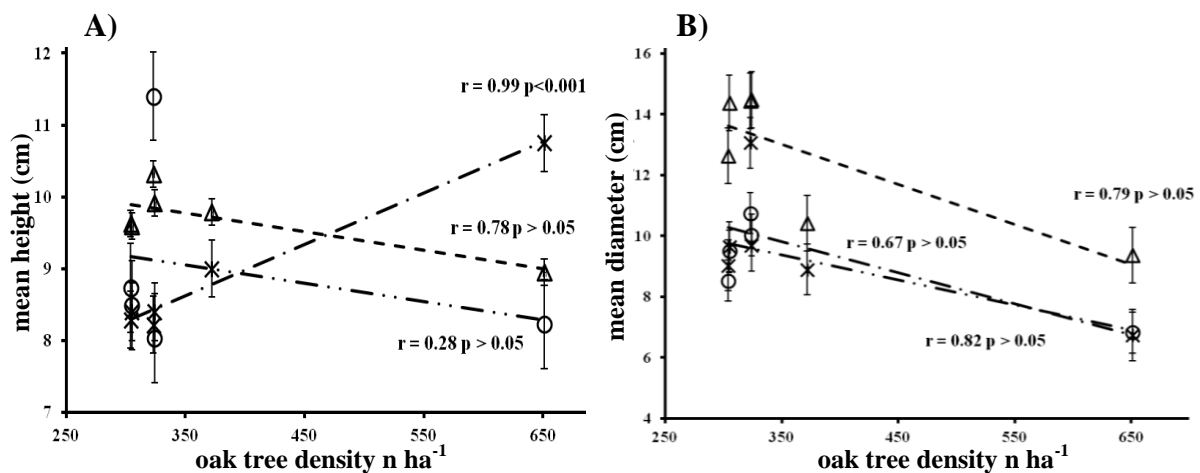 A)
mean height (cm)
12
11
10
9
8
7
r = 0.99 p<0.001
r = 0.78 p > 0.05
r = 0.28 p > 0.05
250
350
450
550
650
oak tree density n ha⁻¹
B)
mean diameter (cm)
16
14
12
10
8
6
4
r = 0.79 p > 0.05
r = 0.67 p > 0.05
r = 0.82 p > 0.05
250
350
450
550
650
oak tree density n ha⁻¹